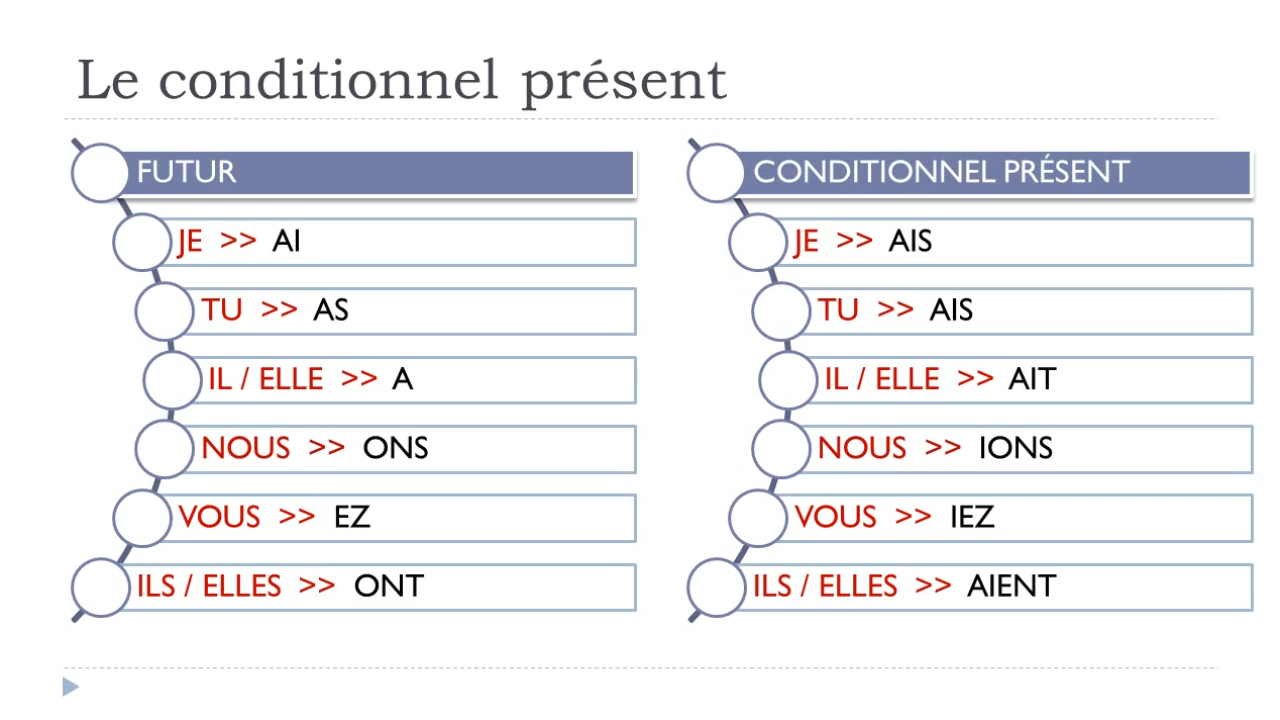 Le conditionnel présent
FUTUR
JE >> AI
TU >> AS
IL / ELLE >> A
NOUS >> ONS
VOUS >> EZ
ILS / ELLES >> ONT
CONDITIONNEL PRÉSENT
JE >> AIS
TU >> AIS
IL / ELLE >> AIT
NOUS >> IONS
VOUS >> IEZ
ILS / ELLES >> AIENT